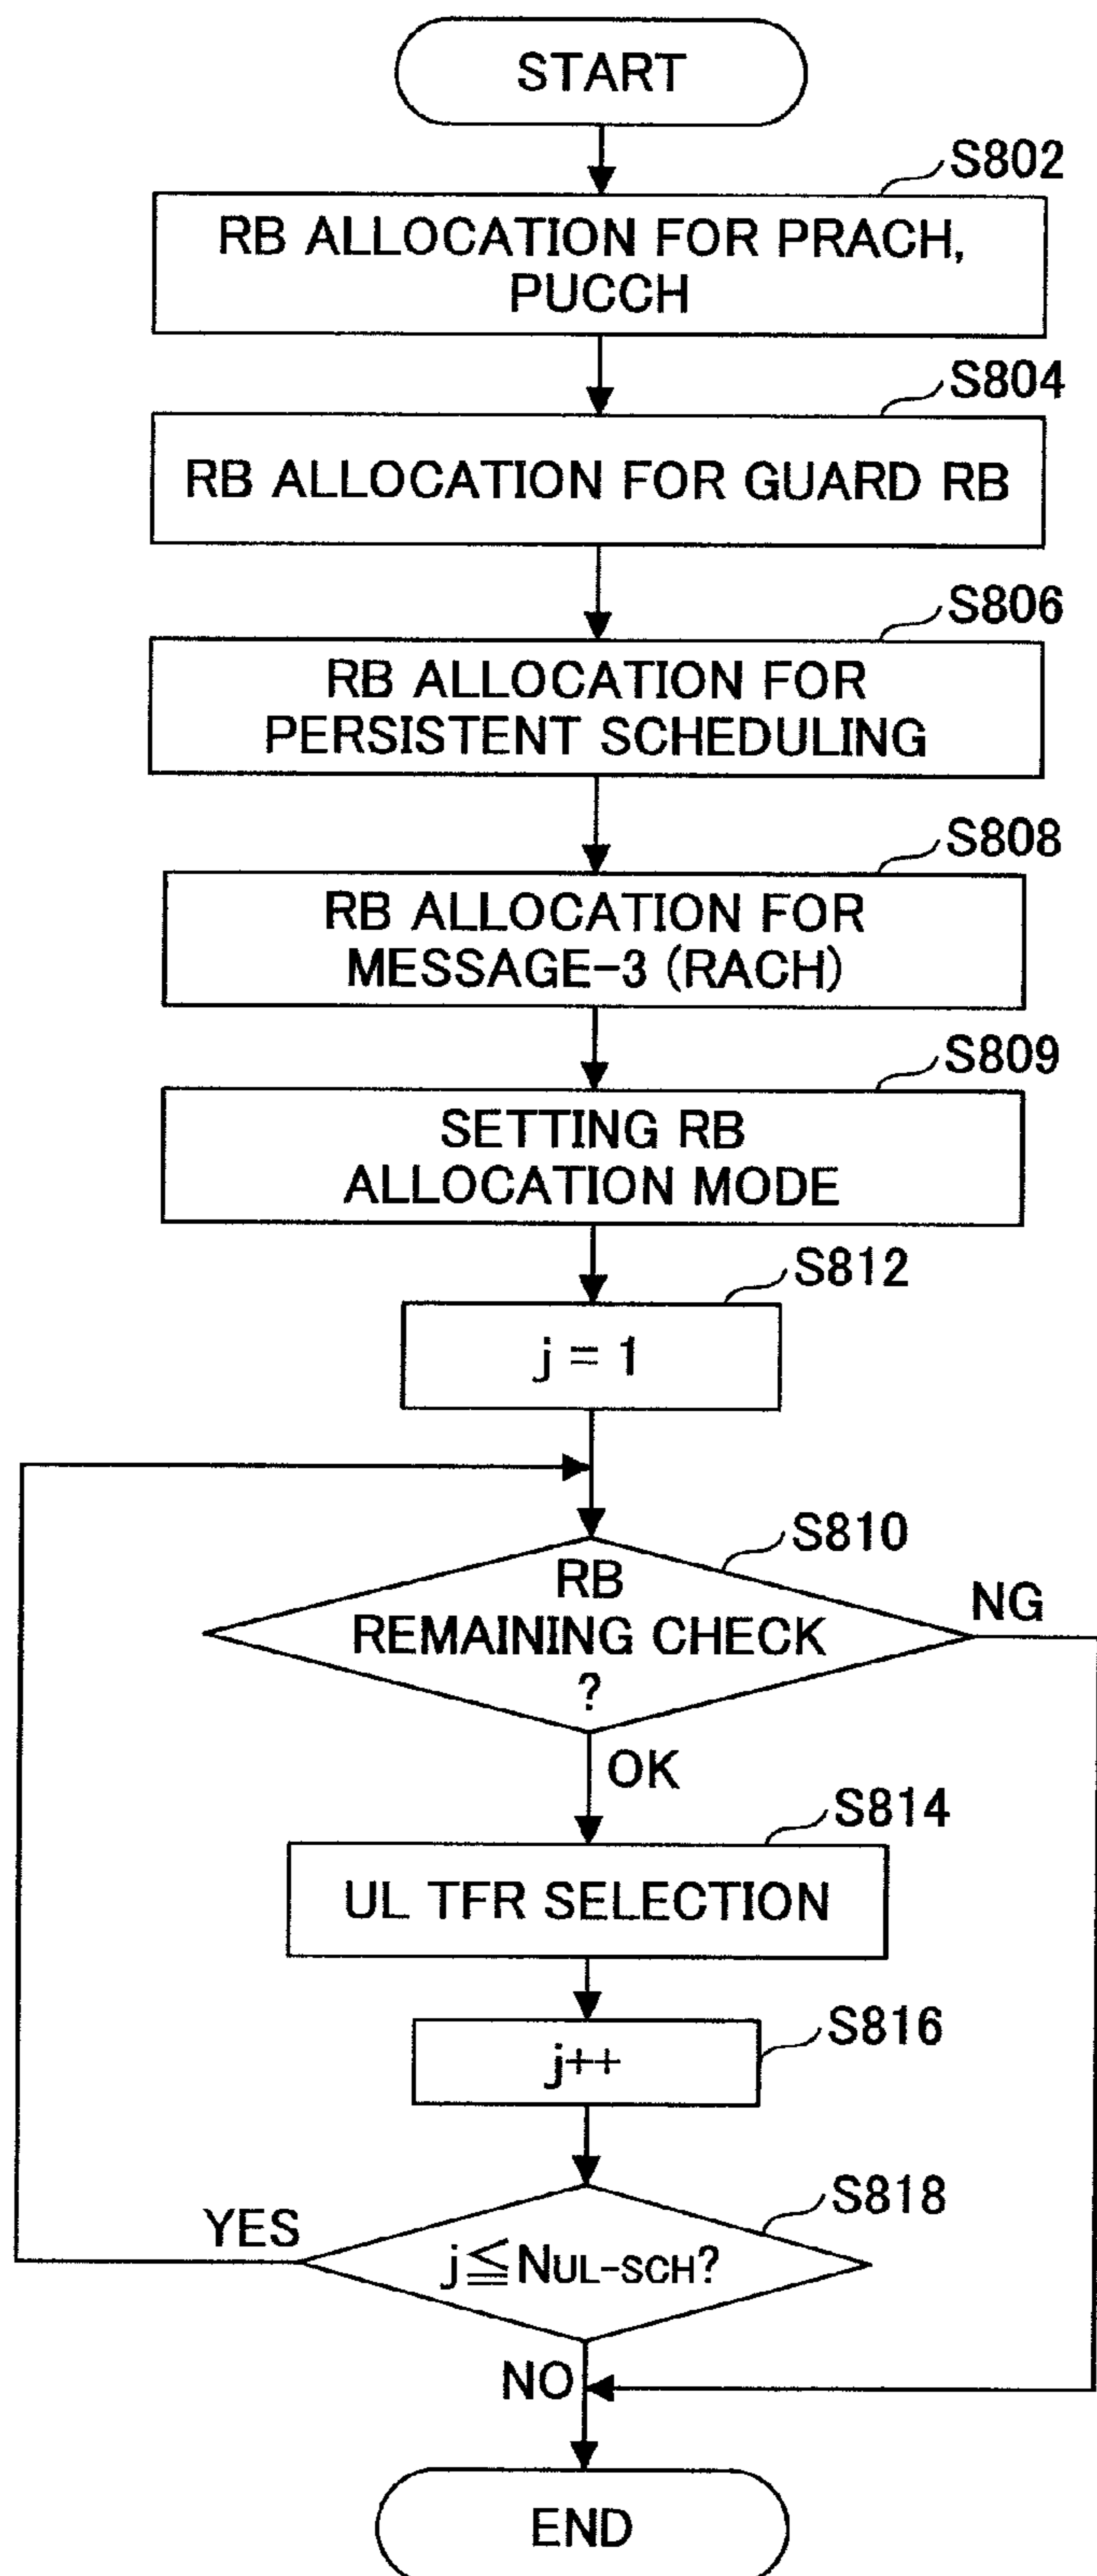 START
S802
RB ALLOCATION FOR PRACH,
PUCCH
S804
RB ALLOCATION FOR GUARD RB
S806
RB ALLOCATION FOR
PERSISTENT SCHEDULING
S808
RB ALLOCATION FOR
MESSAGE-3 (RACH)
S809
SETTING RB
ALLOCATION MODE
S812
j = 1
S810
RB
REMAINING CHECK
?
NG
OK
S814
UL TFR SELECTION
S816
j++
S818
YES
j≦NUL-SCH?
NO
END